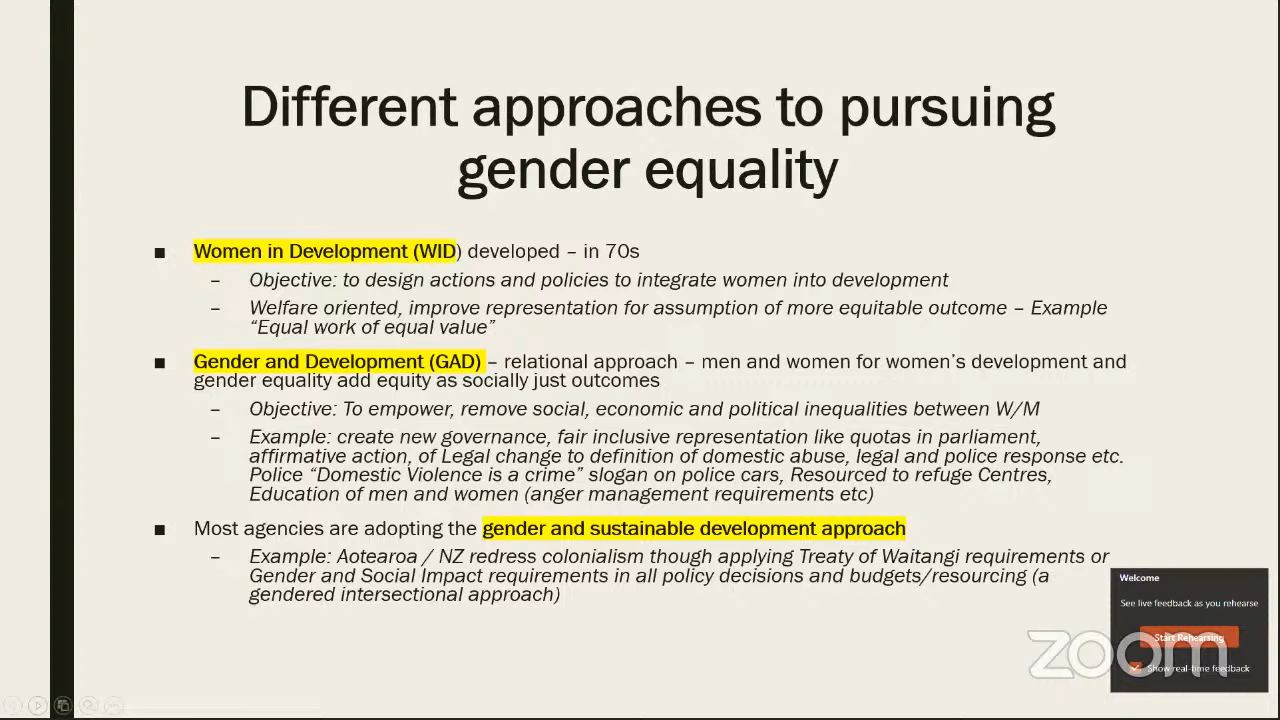 Different approaches to pursuing
gender equality
■ Women in Development (WID) developed – in 70s
– Objective: to design actions and policies to integrate women into development
– Welfare oriented, improve representation for assumption of more equitable outcome – Example
“Equal work of equal value”
■ Gender and Development (GAD) – relational approach – men and women for women’s development and
gender equality add equity as socially just outcomes
– Objective: To empower, remove social, economic and political inequalities between W/M
– Example: create new governance, fair inclusive representation like quotas in parliament,
affirmative action, of Legal change to definition of domestic abuse, legal and police response etc.
Police “Domestic Violence is a crime” slogan on police cars, Resourced to refuge Centres,
Education of men and women (anger management requirements etc)
■ Most agencies are adopting the gender and sustainable development approach
– Example: Aotearoa / NZ redress colonialism though applying Treaty of Waitangi requirements or
Gender and Social Impact requirements in all policy decisions and budgets/resourcing (a
gendered intersectional approach)
Welcome
See live feedback as you rehearse
Start Rehearsing
Show real-time feedback
zoom